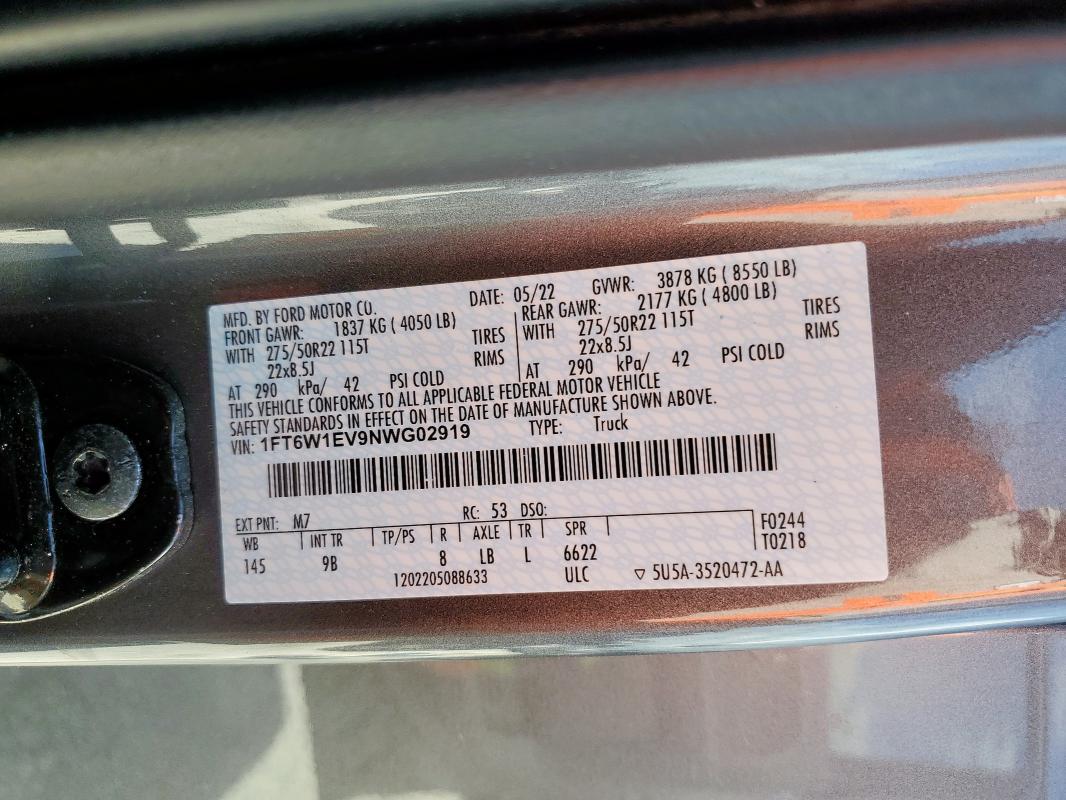 MFD. BY FORD MOTOR CO. DATE: 05/22 GVWR: 3878 KG ( 8550 LB)
FRONT GAWR: 1837 KG ( 4050 LB) REAR GAWR: 2177 KG ( 4800 LB)
WITH 275/50R22 115T TIRES WITH 275/50R22 115T TIRES
22x8.5J RIMS 22x8.5J RIMS
AT 290 kPa/ 42 PSI COLD AT 290 kPa/ 42 PSI COLD
THIS VEHICLE CONFORMS TO ALL APPLICABLE FEDERAL MOTOR VEHICLE
SAFETY STANDARDS IN EFFECT ON THE DATE OF MANUFACTURE SHOWN ABOVE.
VIN: 1FT6W1EV9NWG02919 TYPE: Truck
EXT PNT: M7 RC: 53 DSO:
WB INT TR TP/PS R AXLE TR SPR F0244
145 9B 8 LB L 6622 T0218
1202205088633 ULC ▽ 5U5A-3520472-AA